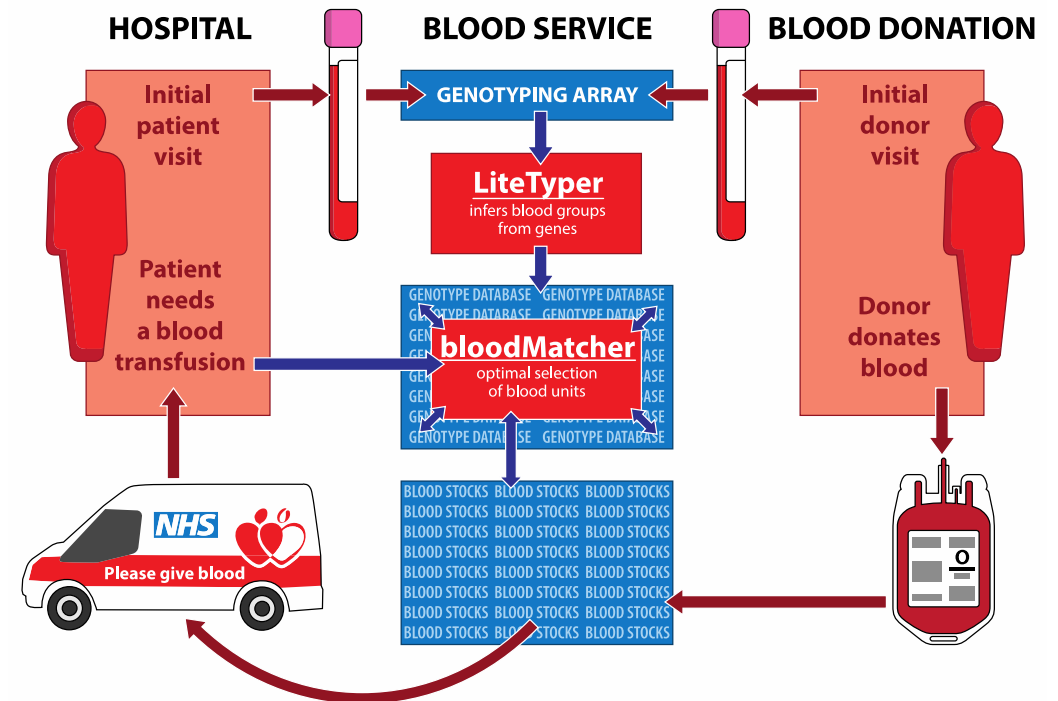 HOSPITAL
BLOOD SERVICE
BLOOD DONATION
Initial
patient
visit
GENOTYPING ARRAY
Initial
donor
visit
LiteTyper
infers blood groups
from genes
Patient
needs
a blood
transfusion
GENOTYPE DATABASE GENOTYPE DATABASE
GENOTYPE DATABASE GENOTYPE DATABASE
bloodMatcher
optimal selection
of blood units
GENOTYPE DATABASE GENOTYPE DATABASE
Donor
donates
blood
BLOOD STOCKS BLOOD STOCKS BLOOD STOCKS
BLOOD STOCKS BLOOD STOCKS BLOOD STOCKS
BLOOD STOCKS BLOOD STOCKS BLOOD STOCKS
BLOOD STOCKS BLOOD STOCKS BLOOD STOCKS
BLOOD STOCKS BLOOD STOCKS BLOOD STOCKS
BLOOD STOCKS BLOOD STOCKS BLOOD STOCKS
BLOOD STOCKS BLOOD STOCKS BLOOD STOCKS
BLOOD STOCKS BLOOD STOCKS BLOOD STOCKS
NHS
Please give blood
O